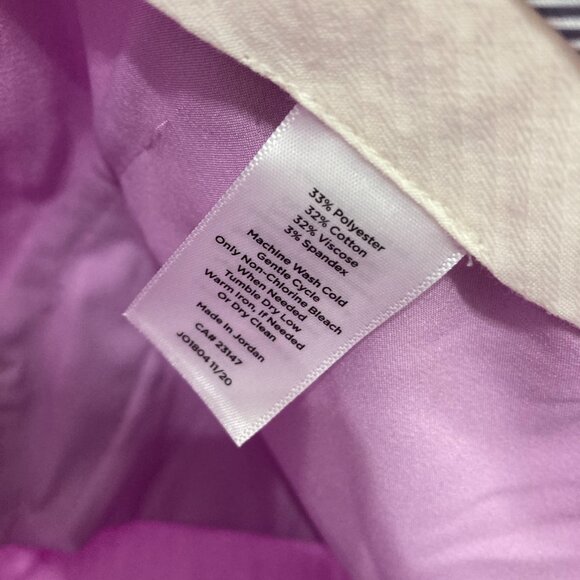 33% Polyester
32% Cotton
32% Viscose
3% Spandex
Machine Wash Cold
Gentle Cycle
Only Non-Chlorine Bleach
When Needed
Tumble Dry Low
Warm iron, if Needed
Or Dry Clean
Made In Jordan
CA# 23147
JO1804 11/20